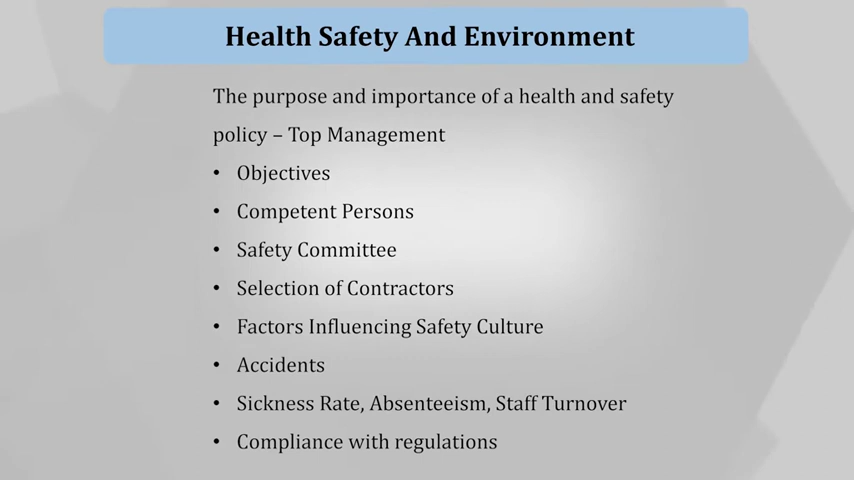 Health Safety And Environment
The purpose and importance of a health and safety
policy – Top Management
• Objectives
• Competent Persons
• Safety Committee
• Selection of Contractors
• Factors Influencing Safety Culture
• Accidents
• Sickness Rate, Absenteeism, Staff Turnover
• Compliance with regulations